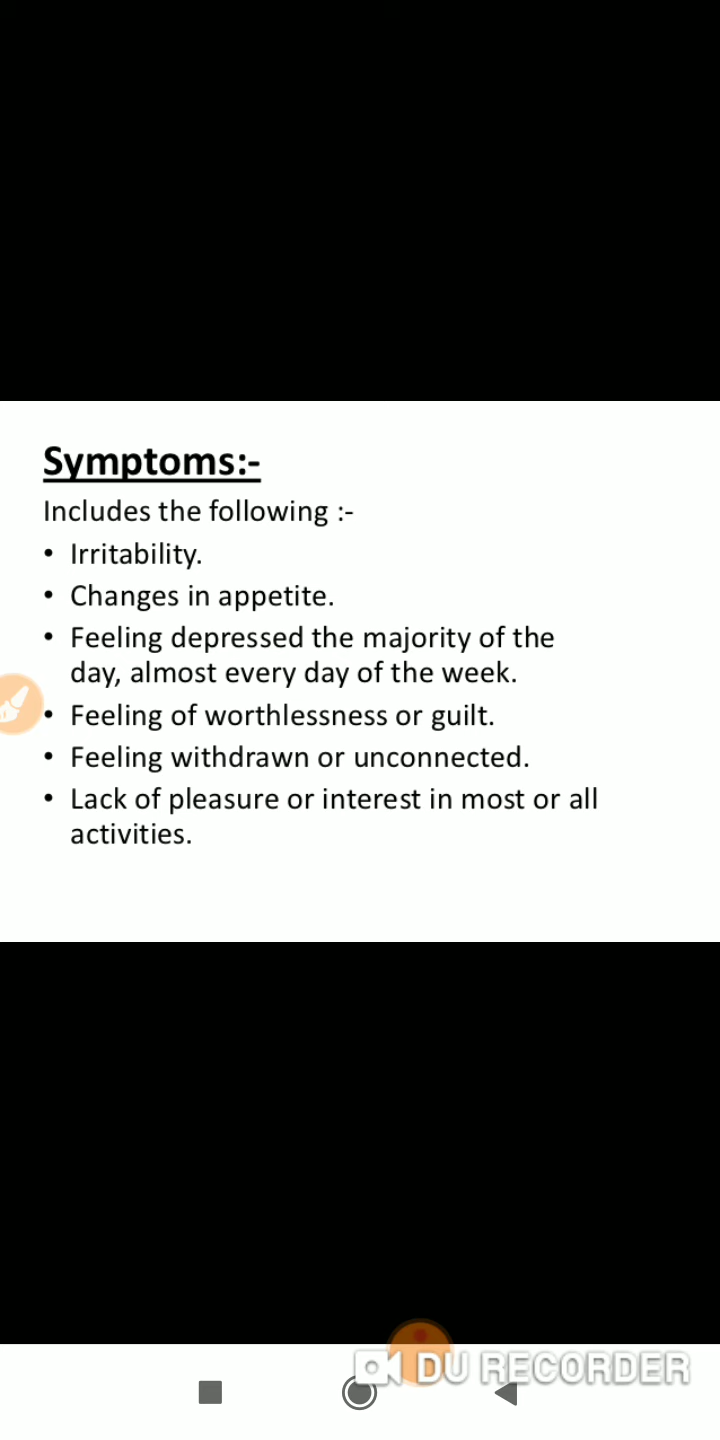 Symptoms:-
Includes the following :-
• Irritability.
• Changes in appetite.
• Feeling depressed the majority of the
day, almost every day of the week.
• Feeling of worthlessness or guilt.
• Feeling withdrawn or unconnected.
• Lack of pleasure or interest in most or all
activities.
DU RECORDER